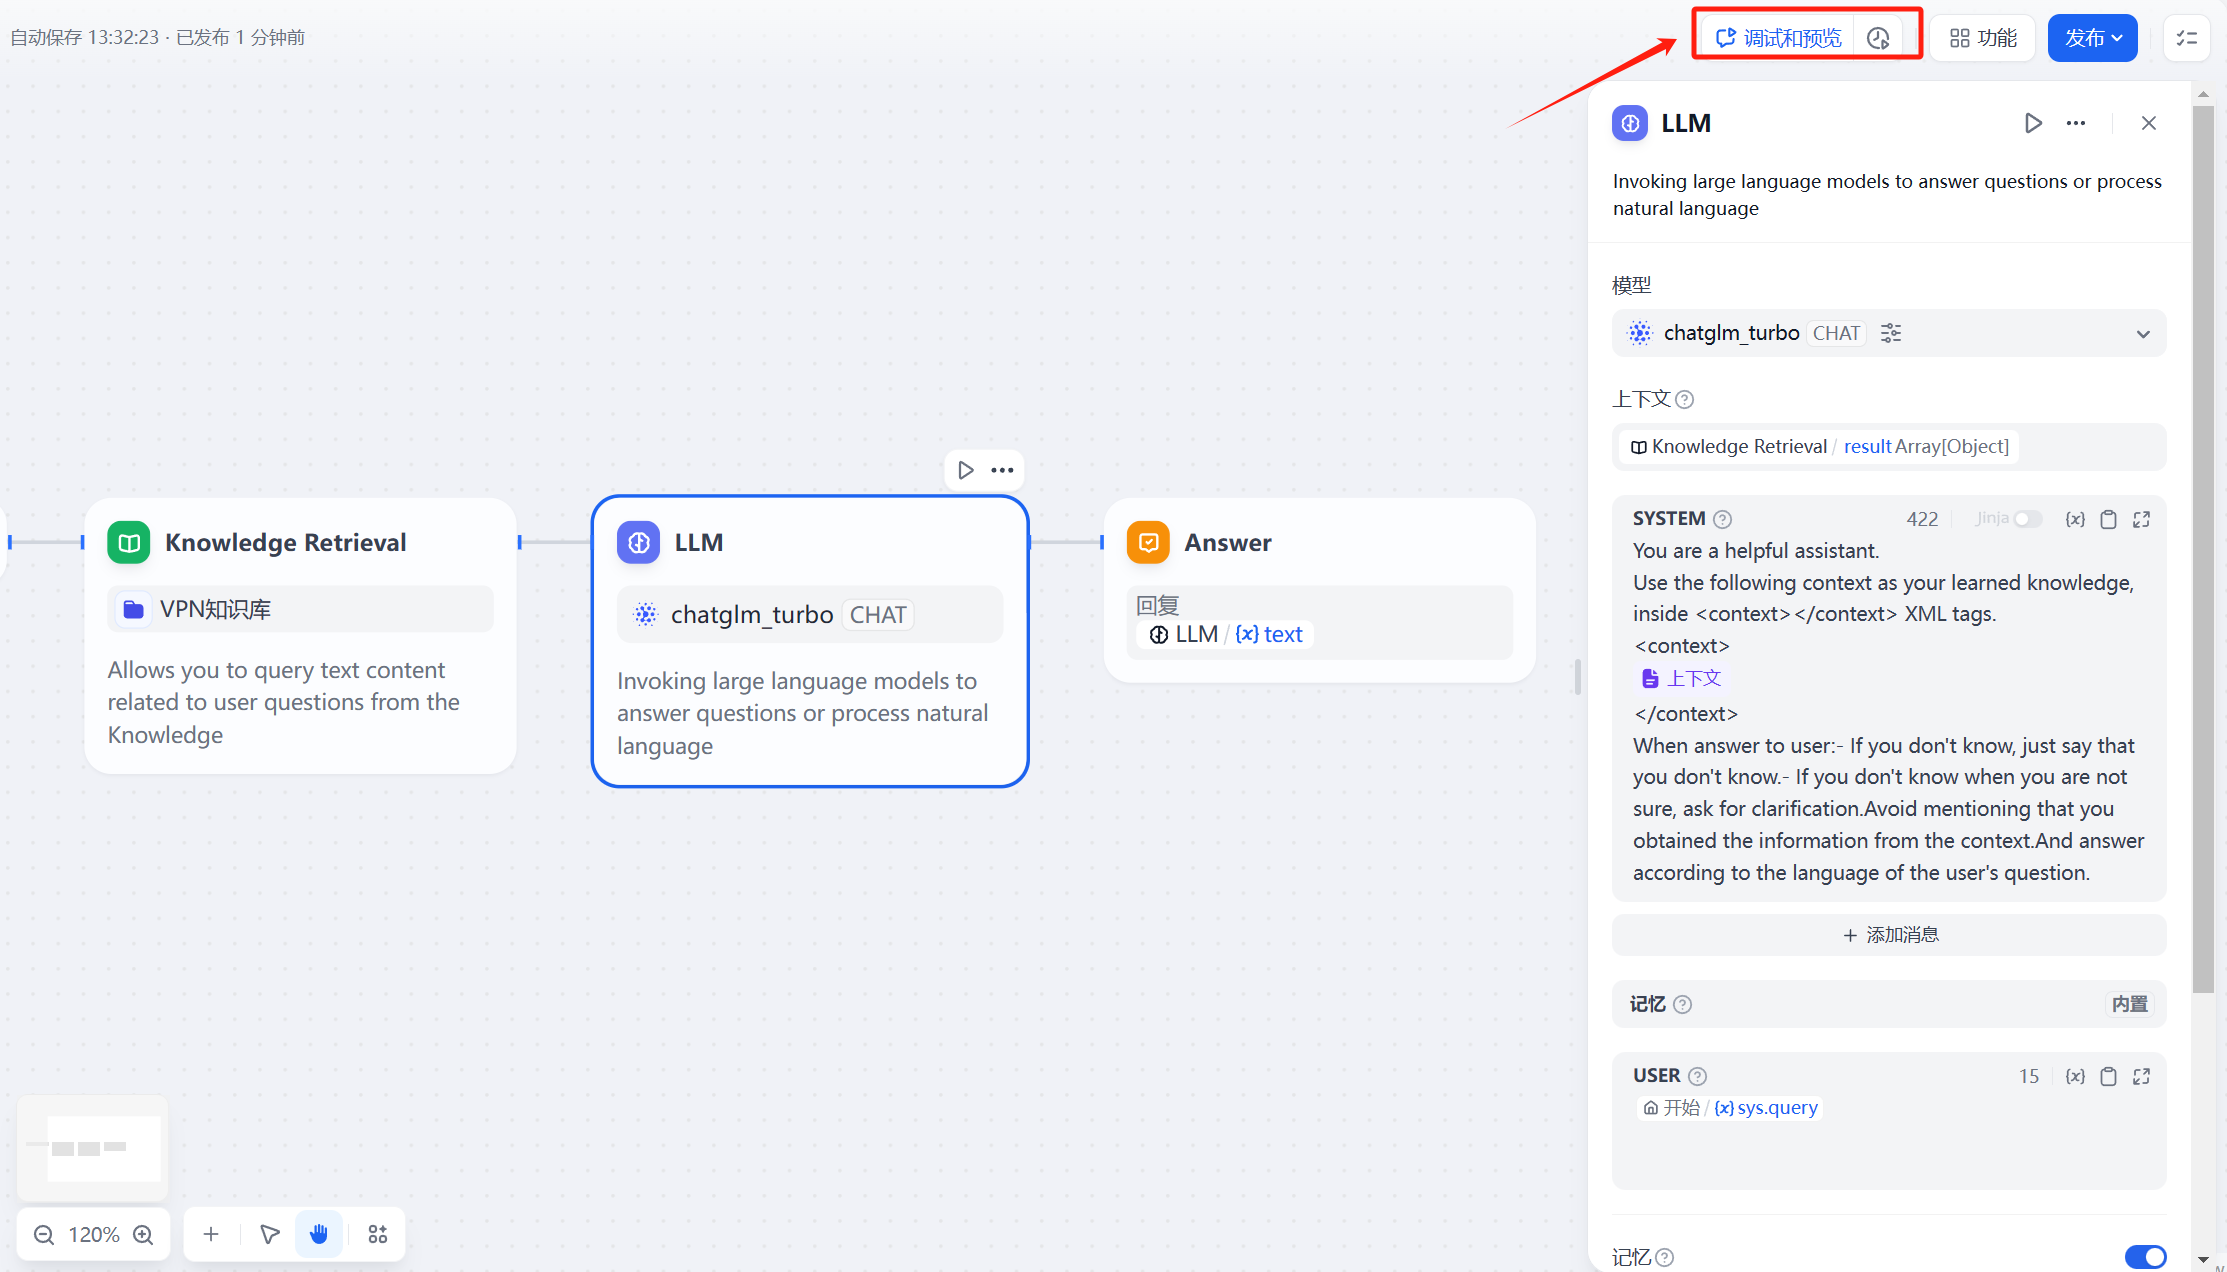 自动保存 13:32:23 · 已发布 1 分钟前
调试和预览
功能
发布
LLM
Invoking large language models to answer questions or process
natural language
模型
chatglm_turbo CHAT
上下文
Knowledge Retrieval / result Array[Object]
SYSTEM 422 Jinja {x}
You are a helpful assistant.
Use the following context as your learned knowledge,
inside <context></context> XML tags.
<context>
上下文
</context>
When answer to user:- If you don't know, just say that
you don't know.- If you don't know when you are not
sure, ask for clarification.Avoid mentioning that you
obtained the information from the context.And answer
according to the language of the user's question.
+ 添加消息
记忆 内置
USER 15 {x}
开始 / {x} sys.query
记忆
Knowledge Retrieval
VPN知识库
Allows you to query text content
related to user questions from the
Knowledge
LLM
chatglm_turbo CHAT
Invoking large language models to
answer questions or process natural
language
Answer
回复
LLM / {x} text
120%